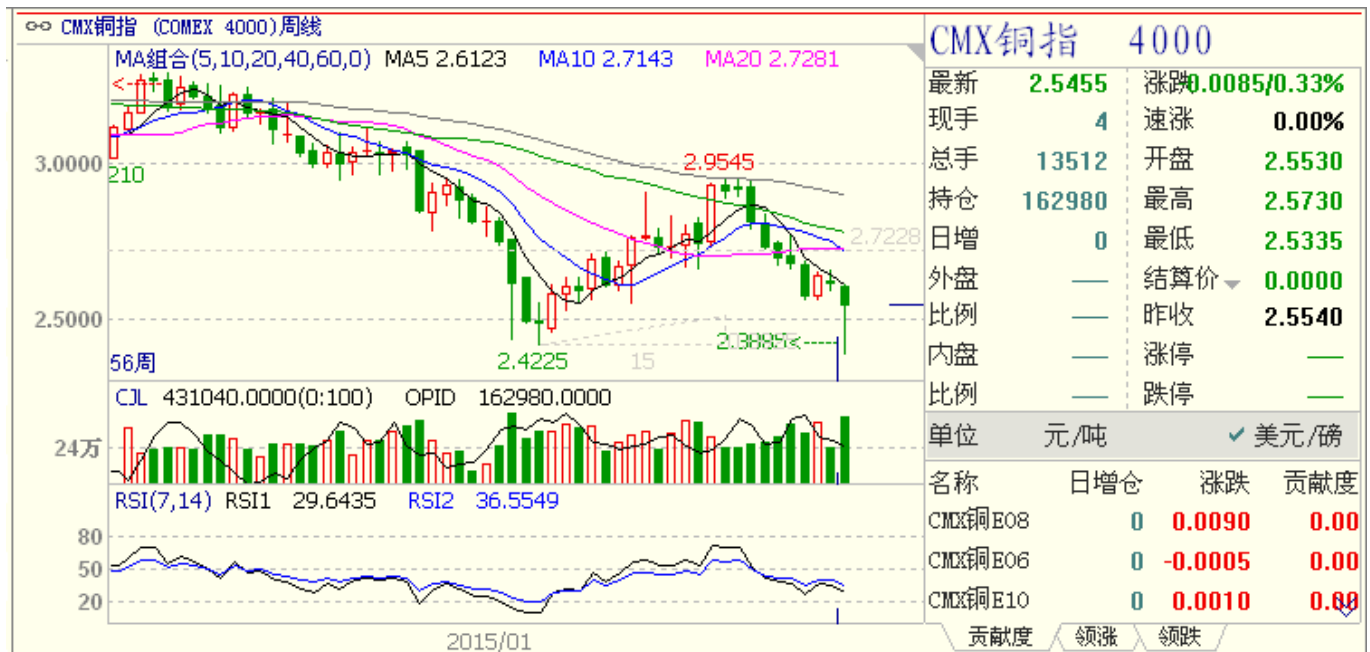 CMX铜指 (COMEX 4000)周线
MA组合(5,10,20,40,60,0) MA5 2.6123 MA10 2.7143 MA20 2.7281
3.0000
210
2.9545
2.7228
2.5000
2.4225
2.3885
15
56周
CJL 431040.0000(0:100) OPID 162980.0000
24万
RSI(7,14) RSI1 29.6435 RSI2 36.5549
80
50
20
2015/01
CMX铜指 4000
最新 2.5455 涨跌0.0085/0.33%
现手 4 速涨 0.00%
总手 13512 开盘 2.5530
持仓 162980 最高 2.5730
日增 0 最低 2.5335
外盘 — 结算价 0.0000
比例 — 昨收 2.5540
内盘 — 涨停 —
比例 — 跌停 —
单位 元/吨 ✓ 美元/磅
名称 日增仓 涨跌 贡献度
CMX铜E08 0 0.0090 0.00
CMX铜E06 0 -0.0005 0.00
CMX铜E10 0 0.0010 0.00
贡献度 领涨 领跌